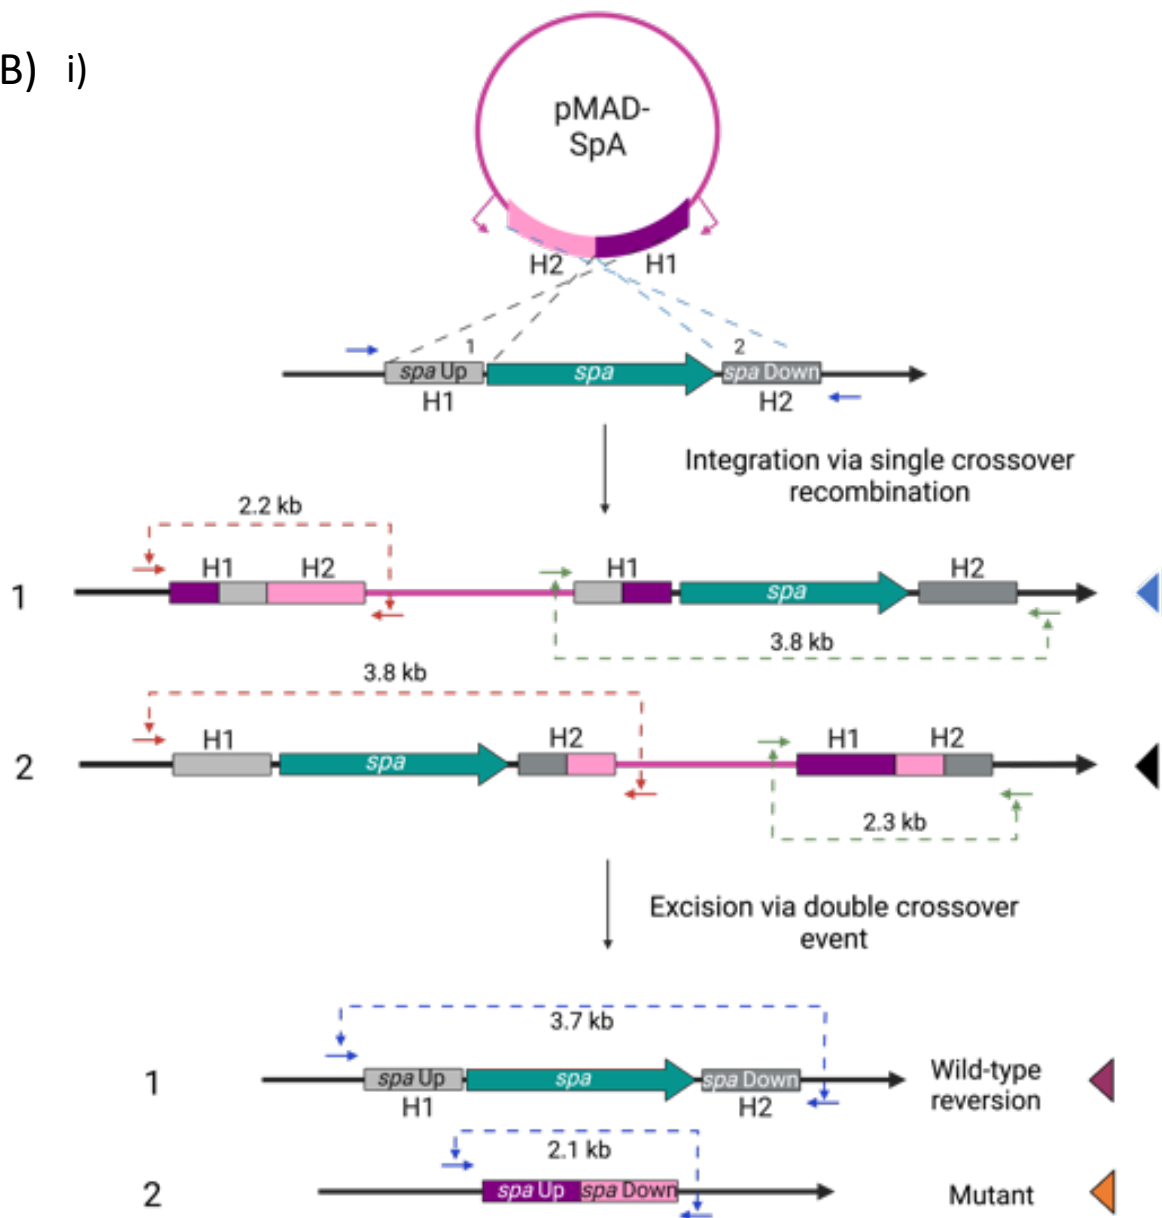 B) i)
pMAD-
SpA
H2 H1
1 2
spa Up spa spa Down
H1 H2
Integration via single crossover
recombination
2.2 kb
H1 H2 H1 H2
1 spa
3.8 kb
3.8 kb
H1 H2 H1 H2
2 spa
2.3 kb
Excision via double crossover
event
3.7 kb
1 spa Up spa spa Down Wild-type
H1 H2 reversion
2.1 kb
2 spa Up spa Down Mutant